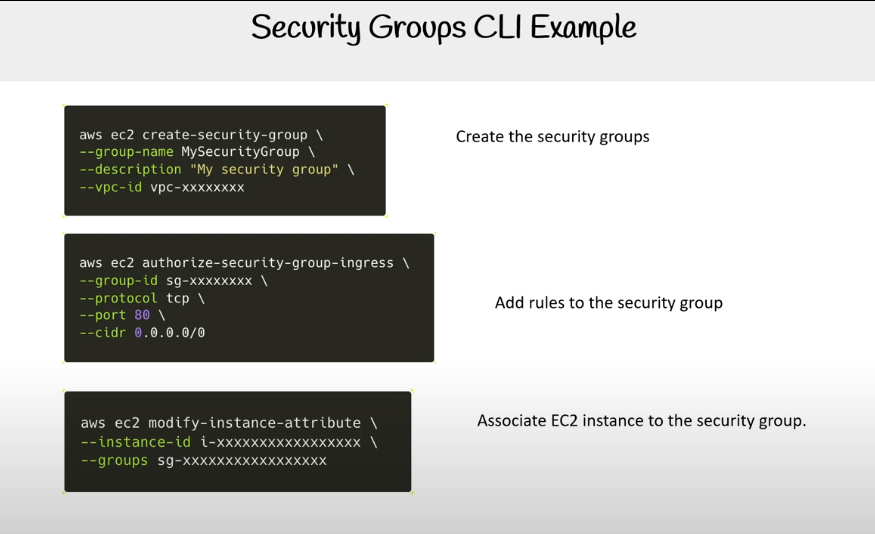 Security Groups CLI Example
aws ec2 create-security-group \
--group-name MySecurityGroup \
--description "My security group" \
--vpc-id vpc-xxxxxxxx
Create the security groups
aws ec2 authorize-security-group-ingress \
--group-id sg-xxxxxxxx \
--protocol tcp \
--port 80 \
--cidr 0.0.0.0/0
Add rules to the security group
aws ec2 modify-instance-attribute \
--instance-id i-xxxxxxxxxxxxxxxxx \
--groups sg-xxxxxxxxxxxxxxxxx
Associate EC2 instance to the security group.